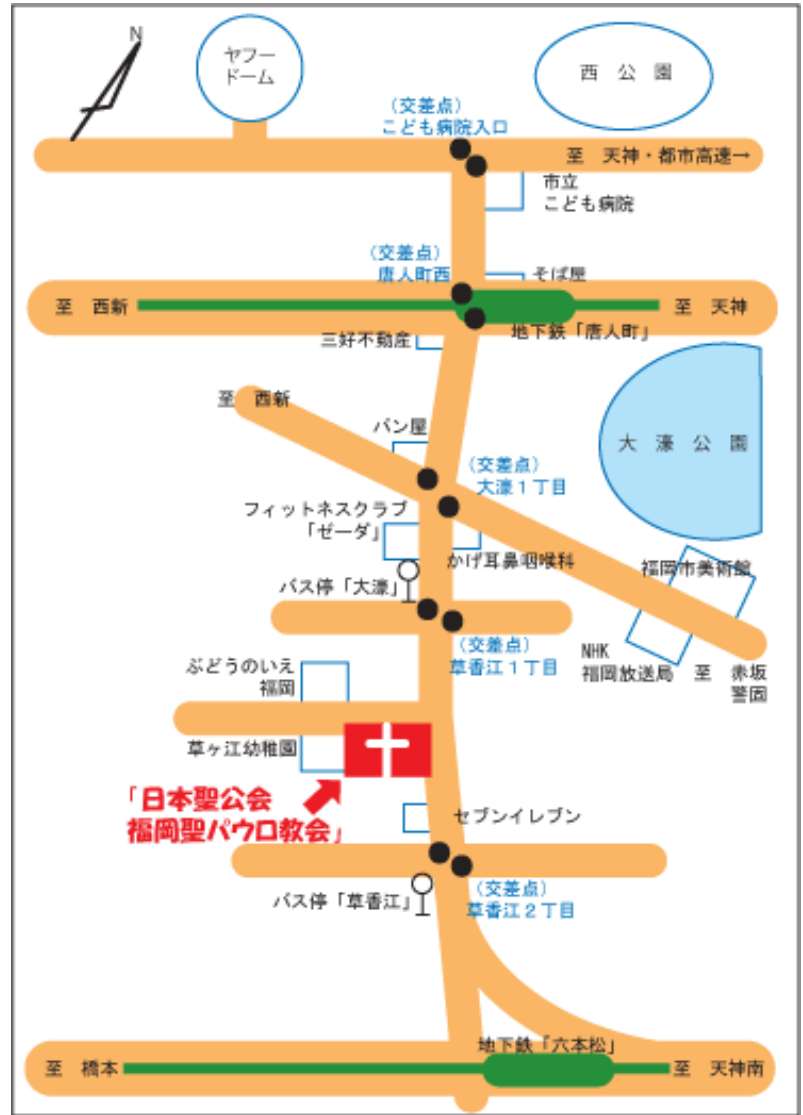 N
ヤフー
ドーム
西 公 園
(交差点)
こども病院入口
至 天神・都市高速→
市立
こども病院
(交差点)
唐人町西
そば屋
至 西新
至 天神
地下鉄「唐人町」
三好不動産
至 西新
パン屋
大 濠 公 園
(交差点)
大濠1丁目
フィットネスクラブ
「ゼーダ」
かげ耳鼻咽喉科
福岡市美術館
バス停「大濠」
(交差点)
草香江1丁目
NHK
福岡放送局
至 赤坂
警固
ぶどうのいえ
福岡
草ヶ江幼稚園
「日本聖公会
福岡聖パウロ教会」
セブンイレブン
バス停「草香江」
(交差点)
草香江2丁目
地下鉄「六本松」
至 橋本
至 天神南